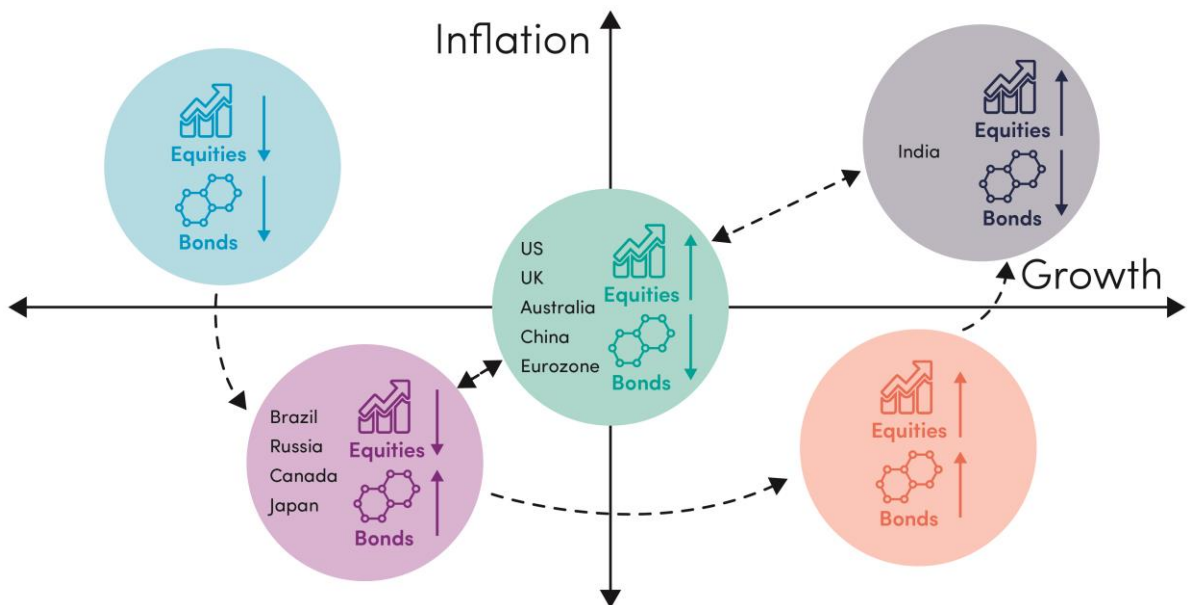 Inflation
Equities
Bonds
India
Equities
Bonds
US
UK
Australia
China
Eurozone
Equities
Bonds
Growth
Brazil
Russia
Canada
Japan
Equities
Bonds
Equities
Bonds